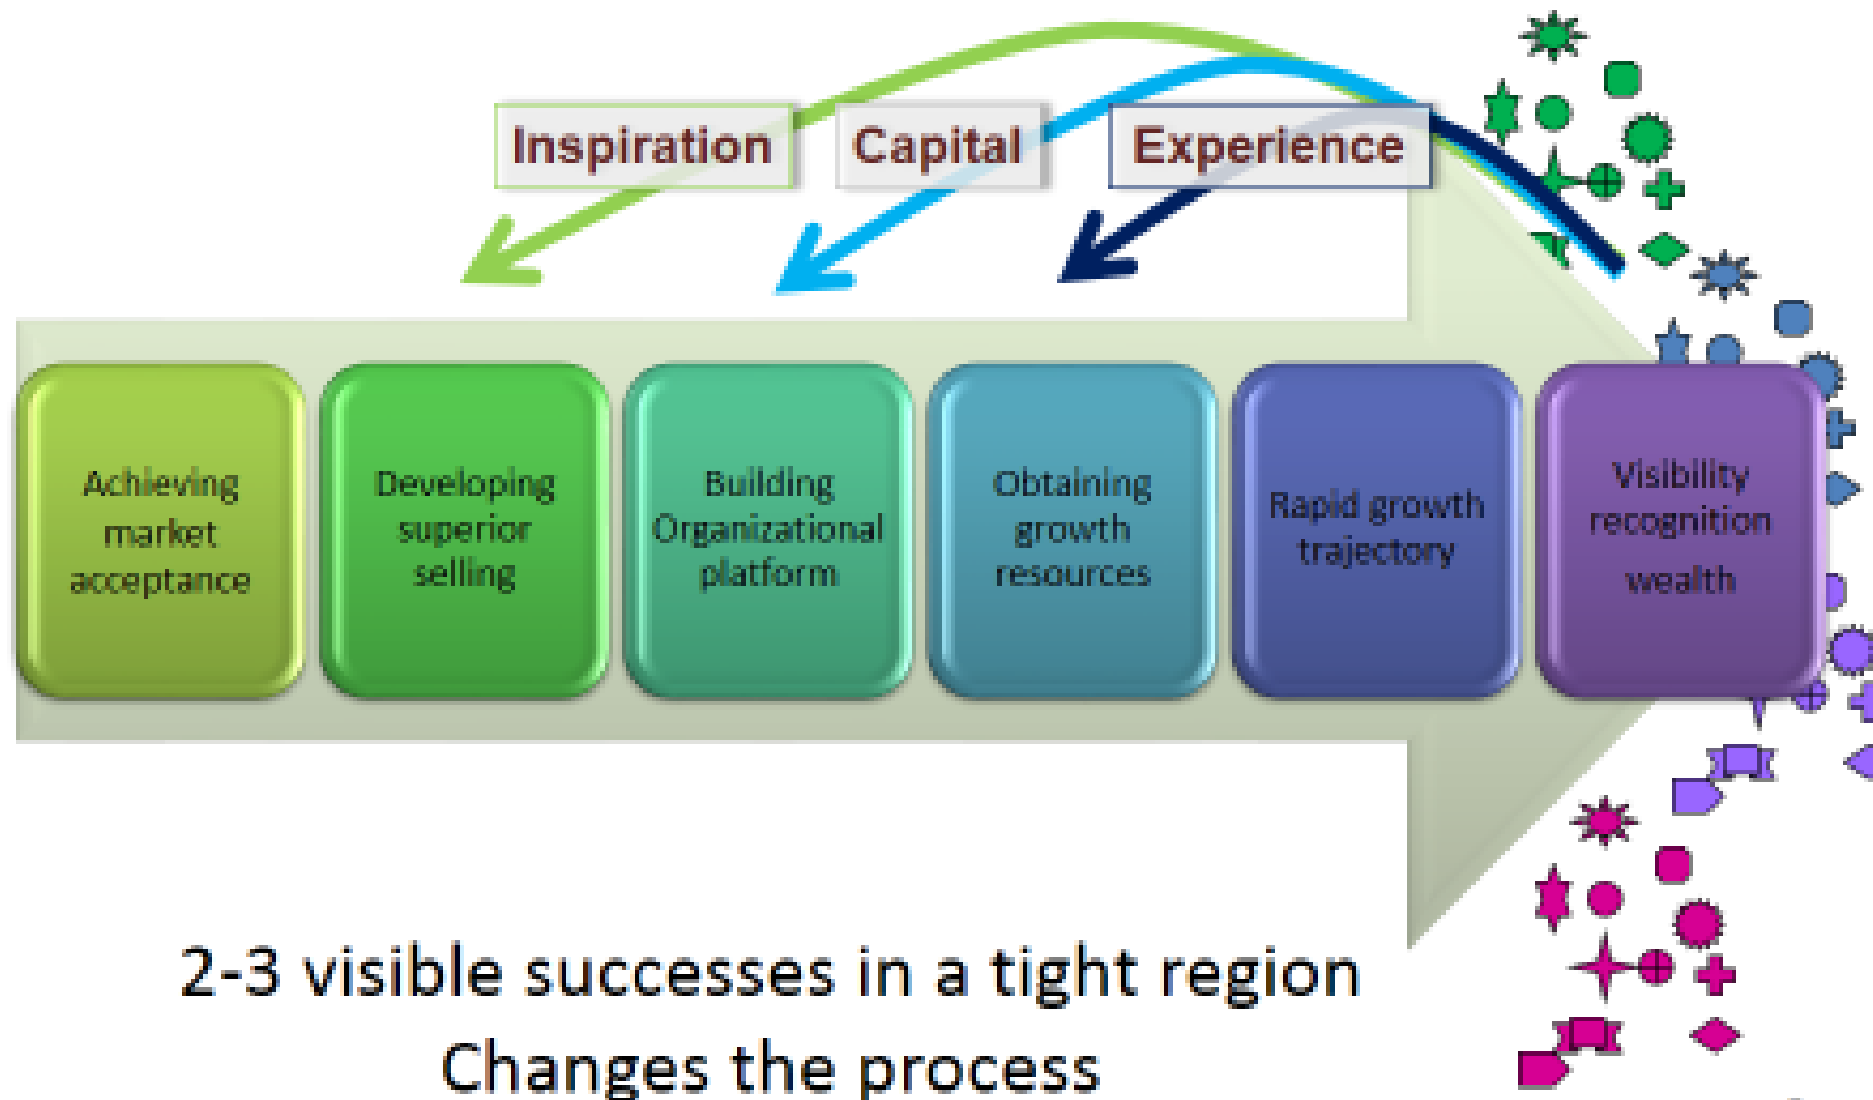 Inspiration
Capital
Experience
Achieving
market
acceptance
Developing
superior
selling
Building
Organizational
platform
Obtaining
growth
resources
Rapid growth
trajectory
Visibility
recognition
wealth
2-3 visible successes in a tight region
Changes the process